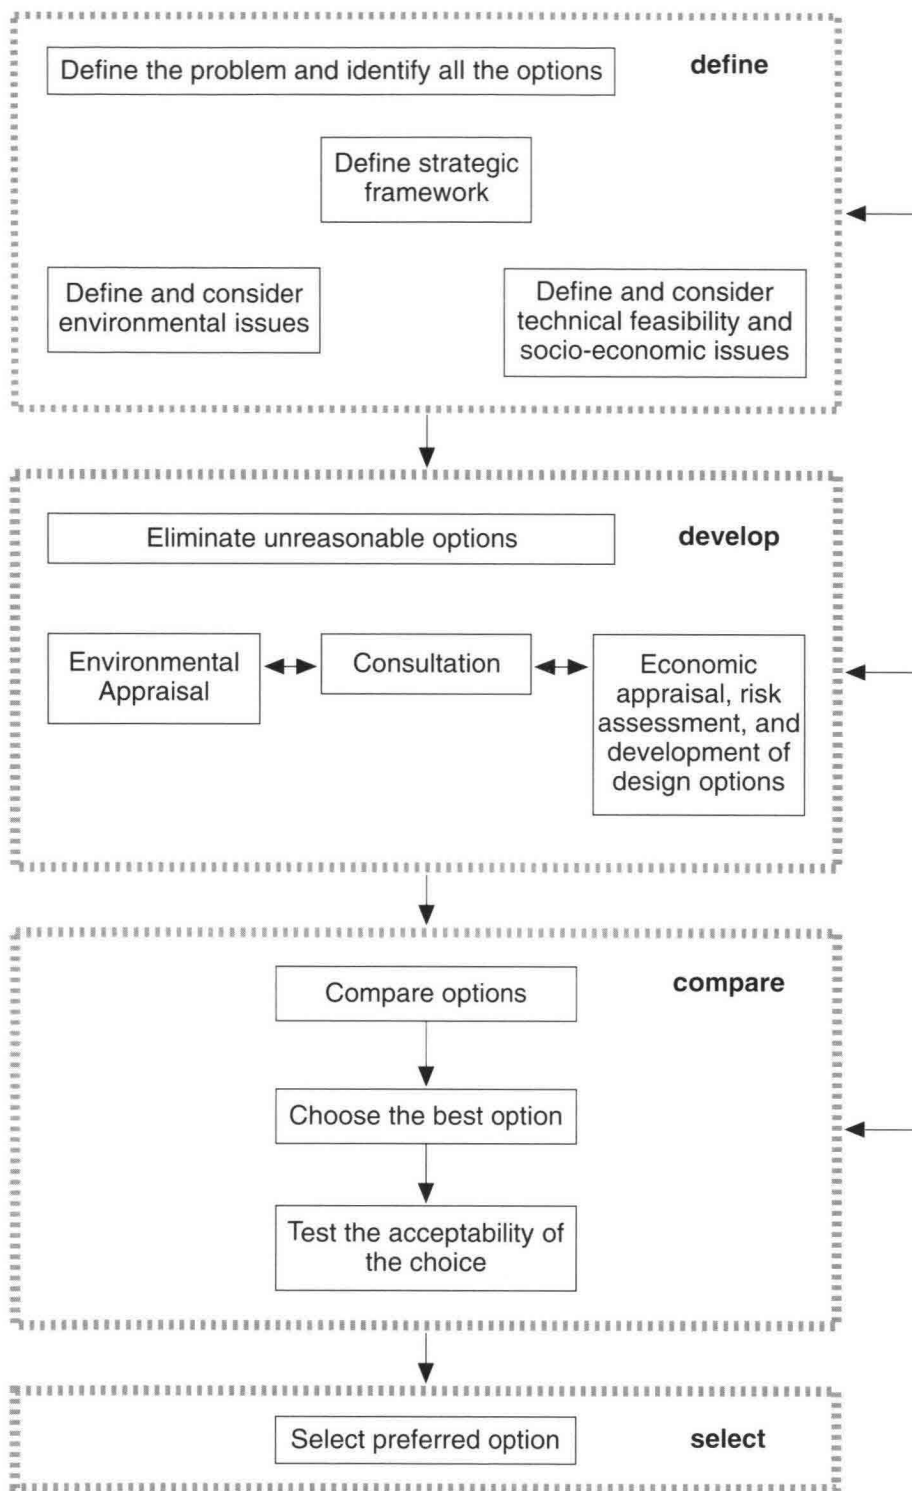 Define the problem and identify all the options
define
Define strategic
framework
Define and consider
environmental issues
Define and consider
technical feasibility and
socio-economic issues
Eliminate unreasonable options
develop
Environmental
Appraisal
Consultation
Economic
appraisal, risk
assessment, and
development of
design options
compare
Compare options
Choose the best option
Test the acceptability of
the choice
Select preferred option
select